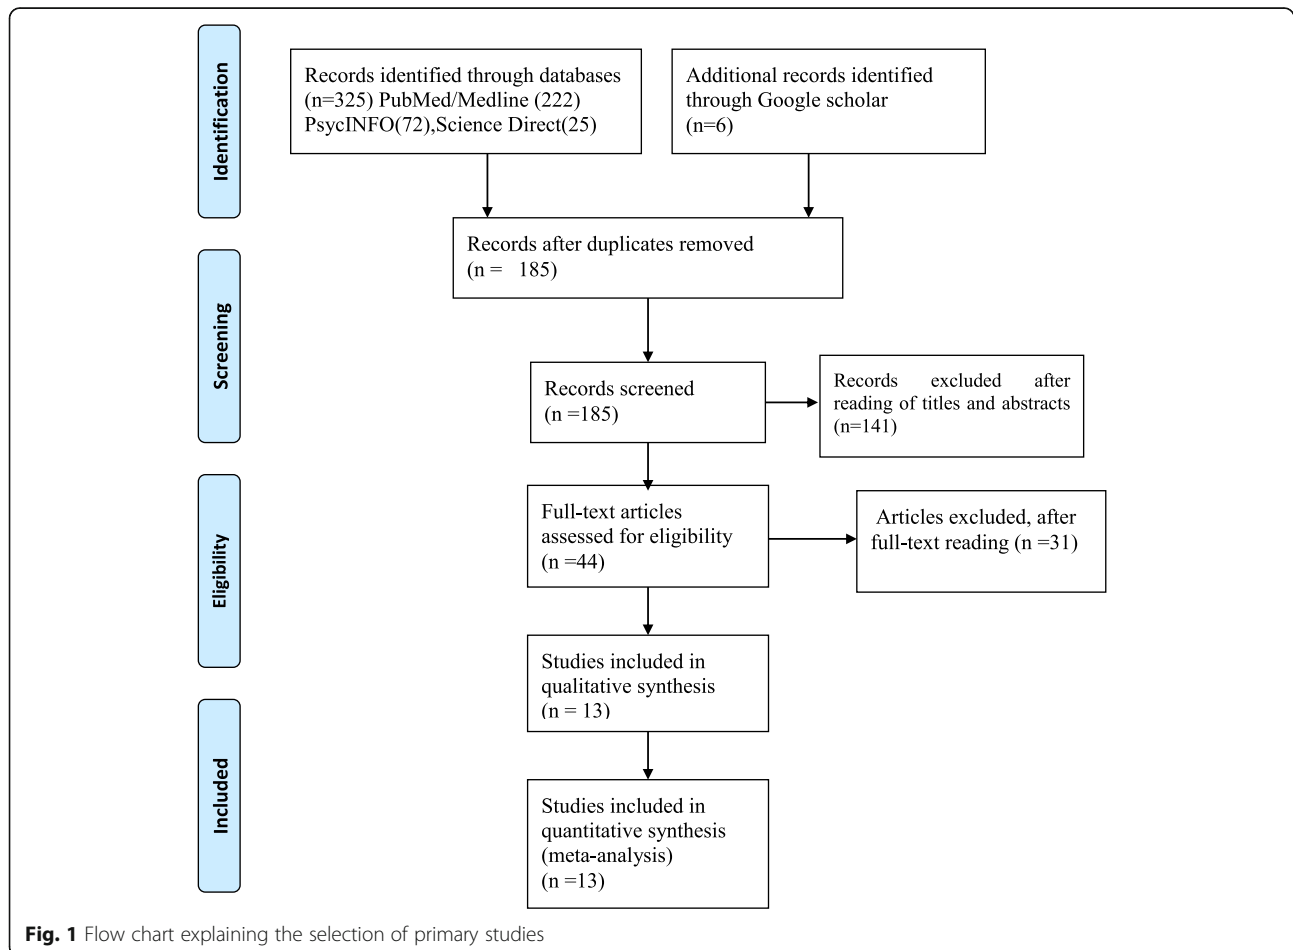 Identification
Records identified through databases
(n=325) PubMed/Medline (222)
PsycINFO(72),Science Direct(25)
Additional records identified
through Google scholar
(n=6)
Records after duplicates removed
(n =   185)
Screening
Records screened
(n =185)
Records excluded after
reading of titles and abstracts
(n=141)
Eligibility
Full-text articles
assessed for eligibility
(n =44)
Articles excluded, after
full-text reading (n =31)
Studies included in
qualitative synthesis
(n = 13)
Included
Studies included in
quantitative synthesis
(meta-analysis)
(n =13)
Fig. 1 Flow chart explaining the selection of primary studies